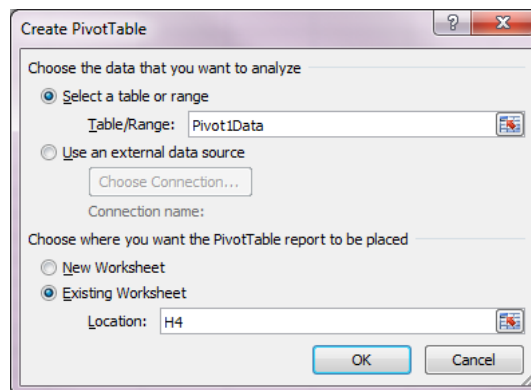 Create PivotTable
Choose the data that you want to analyze
Select a table or range
Table/Range: Pivot1Data
Use an external data source
Choose Connection...
Connection name:
Choose where you want the PivotTable report to be placed
New Worksheet
Existing Worksheet
Location: H4
OK Cancel